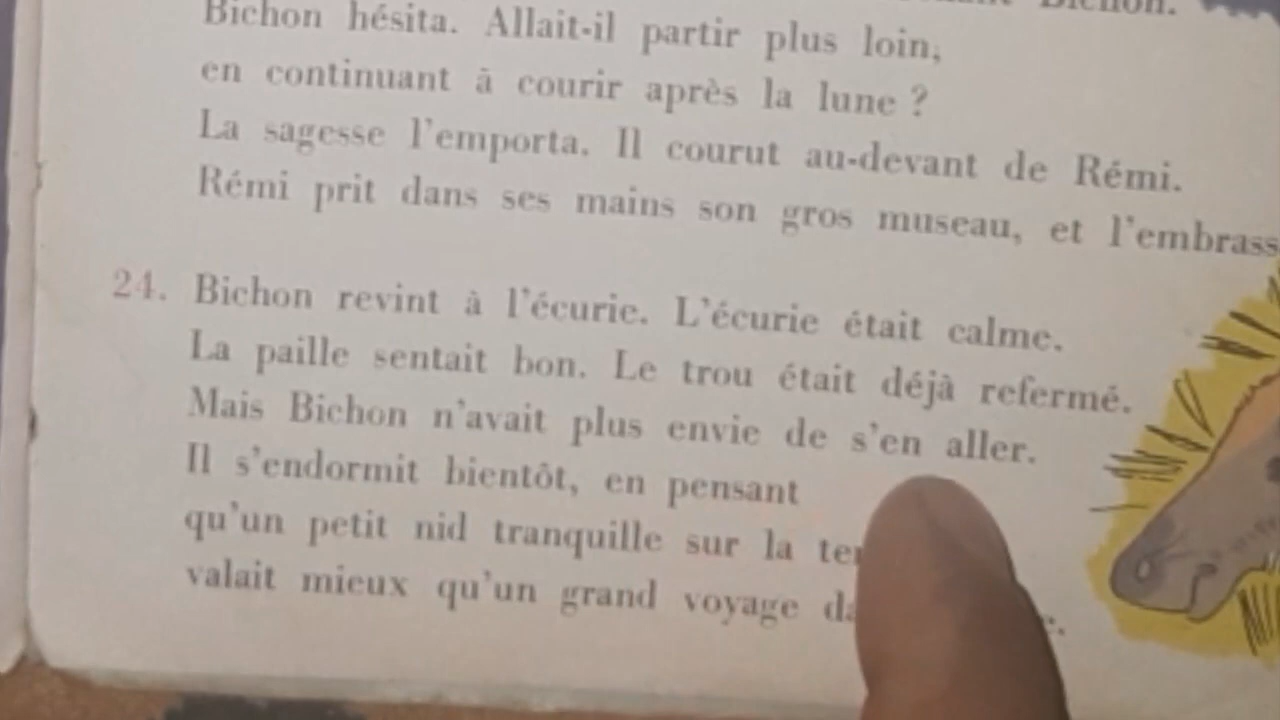 Bichon.
Bichon hésita. Allait-il partir plus loin,
en continuant à courir après la lune ?
La sagesse l'emporta. Il courut au-devant de Rémi.
Rémi prit dans ses mains son gros museau, et l'embrass
24. Bichon revint à l'écurie. L'écurie était calme.
La paille sentait bon. Le trou était déjà refermé.
Mais Bichon n'avait plus envie de s'en aller.
Il s'endormit bientôt, en pensant
qu'un petit nid tranquille sur la
valait mieux qu'un grand voyage